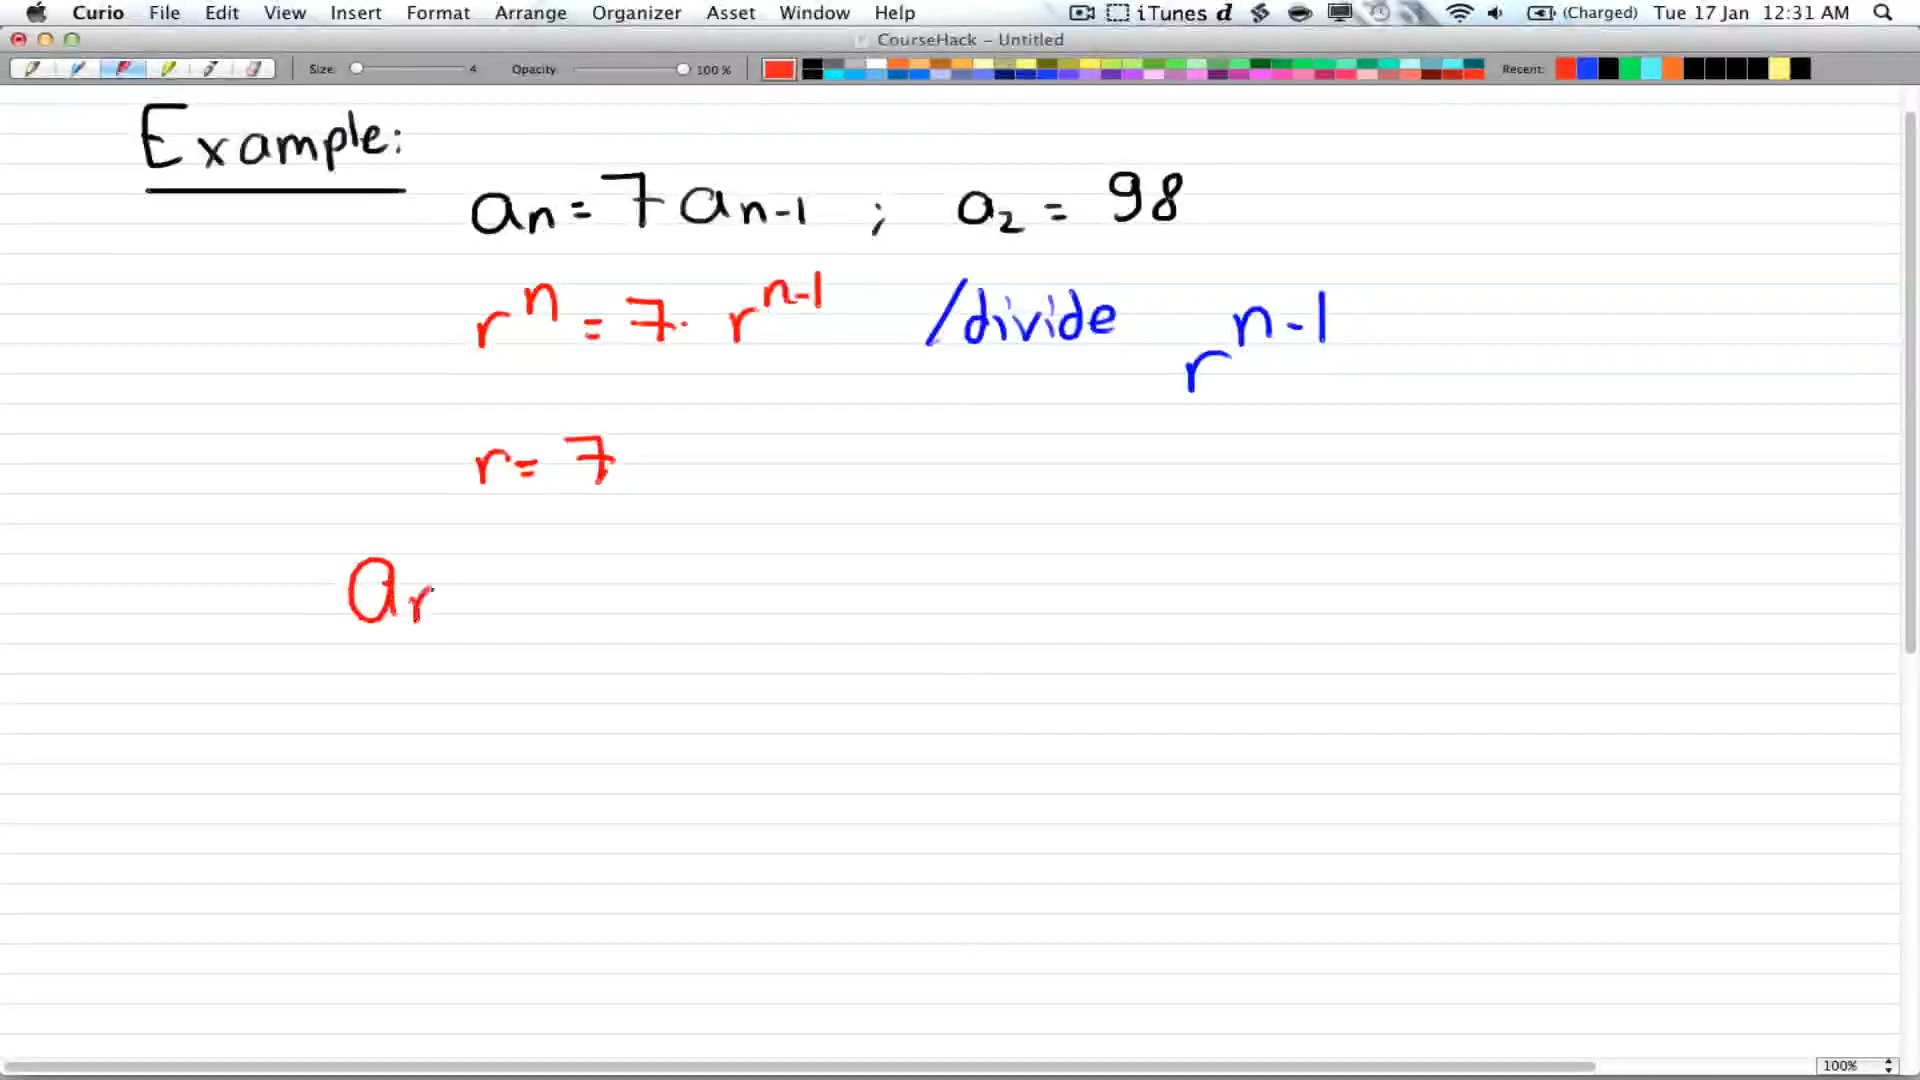 Curio File Edit View Insert Format Arrange Organizer Asset Window Help iTunes d (Charged) Tue 17 Jan 12:31 AM
CourseHack – Untitled
Size: 4 Opacity: 100 % Recent:
Example:
aₙ = 7 aₙ₋₁ ; a₂ = 98
rⁿ = 7 · rⁿ⁻¹ /divide rⁿ⁻¹
r = 7
ar
100%